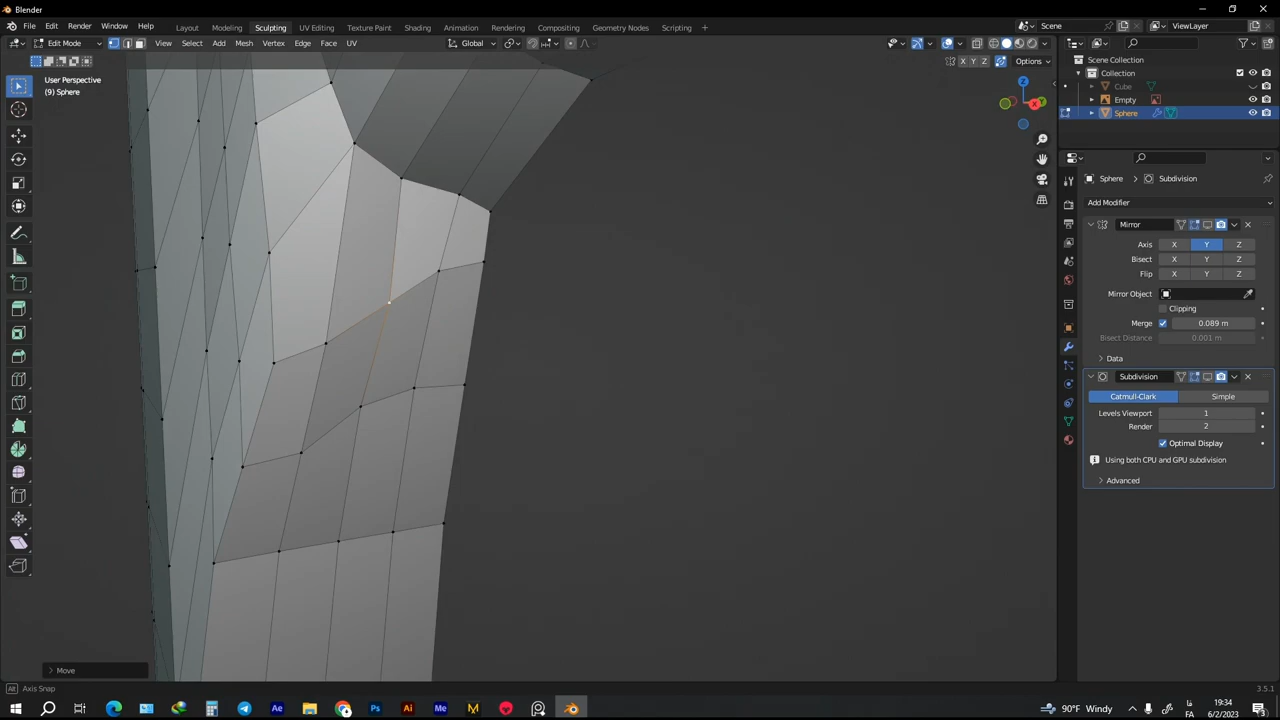 Blender
File Edit Render Window Help Layout Modeling Sculpting UV Editing Texture Paint Shading Animation Rendering Compositing Geometry Nodes Scripting Scene ViewLayer
Edit Mode View Select Add Mesh Vertex Edge Face UV Global
X Y Z Options
User Perspective
(9) Sphere
Scene Collection
Collection
Cube
Empty
Sphere
Sphere Subdivision
Add Modifier
Mirror
Axis X Y Z
Bisect X Y Z
Flip X Y Z
Mirror Object
Clipping
Merge 0.089 m
Bisect Distance 0.001 m
Data
Subdivision
Catmull-Clark Simple
Levels Viewport 1
Render 2
Optimal Display
Using both CPU and GPU subdivision
Advanced
Move
Alt Axis Snap 3.5.1
Ae Ps Ai Me M 90°F Windy 19:34
FA 6/2/2023